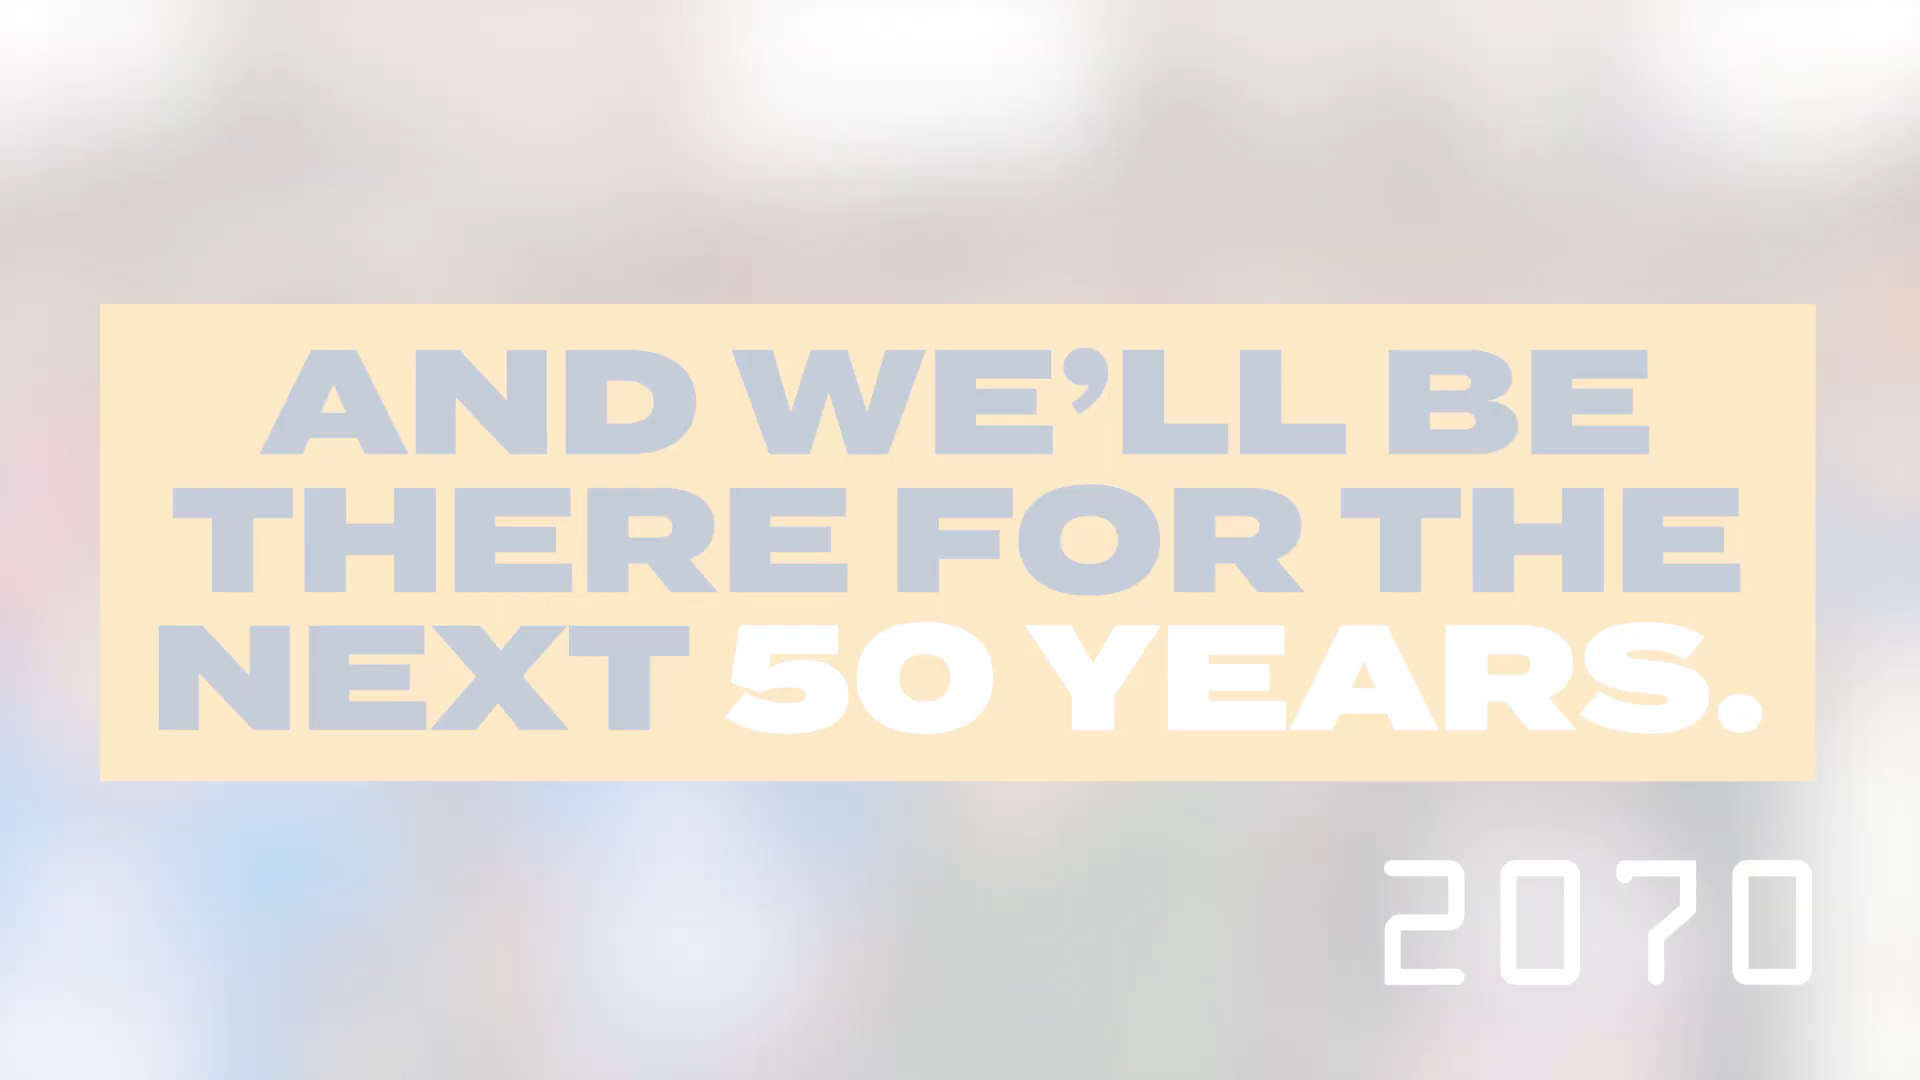 AND WE’LL BE
THERE FOR THE
NEXT 50 YEARS.
2070